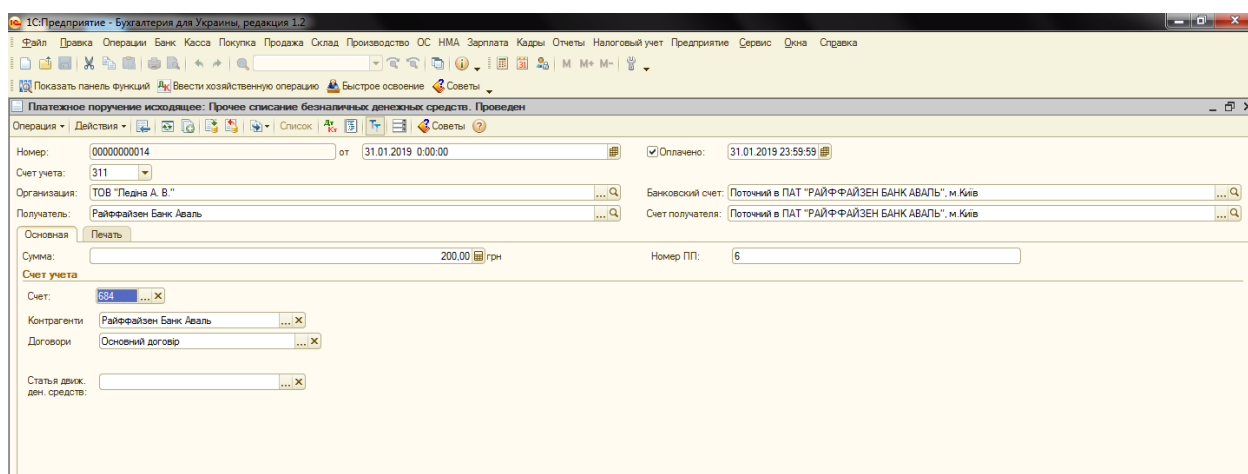 1С:Предприятие - Бухгалтерия для Украины, редакция 1.2
Файл Правка Операции Банк Касса Покупка Продажа Склад Производство ОС НМА Зарплата Кадры Отчеты Налоговый учет Предприятие Сервис Окна Справка
M M+ M-
Показать панель функций Ввести хозяйственную операцию Быстрое освоение Советы
Платежное поручение исходящее: Прочее списание безналичных денежных средств. Проведен
Операция Действия Список Советы
Номер: 00000000014 от 31.01.2019 0:00:00 Оплачено: 31.01.2019 23:59:59
Счет учета: 311
Организация: ТОВ "Педіна А. В." Банковский счет: Поточний в ПАТ "РАЙФФАЙЗЕН БАНК АВАЛЬ", м.Київ
Получатель: Райффайзен Банк Аваль Счет получателя: Поточний в ПАТ "РАЙФФАЙЗЕН БАНК АВАЛЬ", м.Київ
Основная Печать
Сумма: 200,00 грн Номер ПП: 6
Счет учета
Счет: 684
Контрагенти Райффайзен Банк Аваль
Договори Основний договір
Статья движ.
ден. средств: